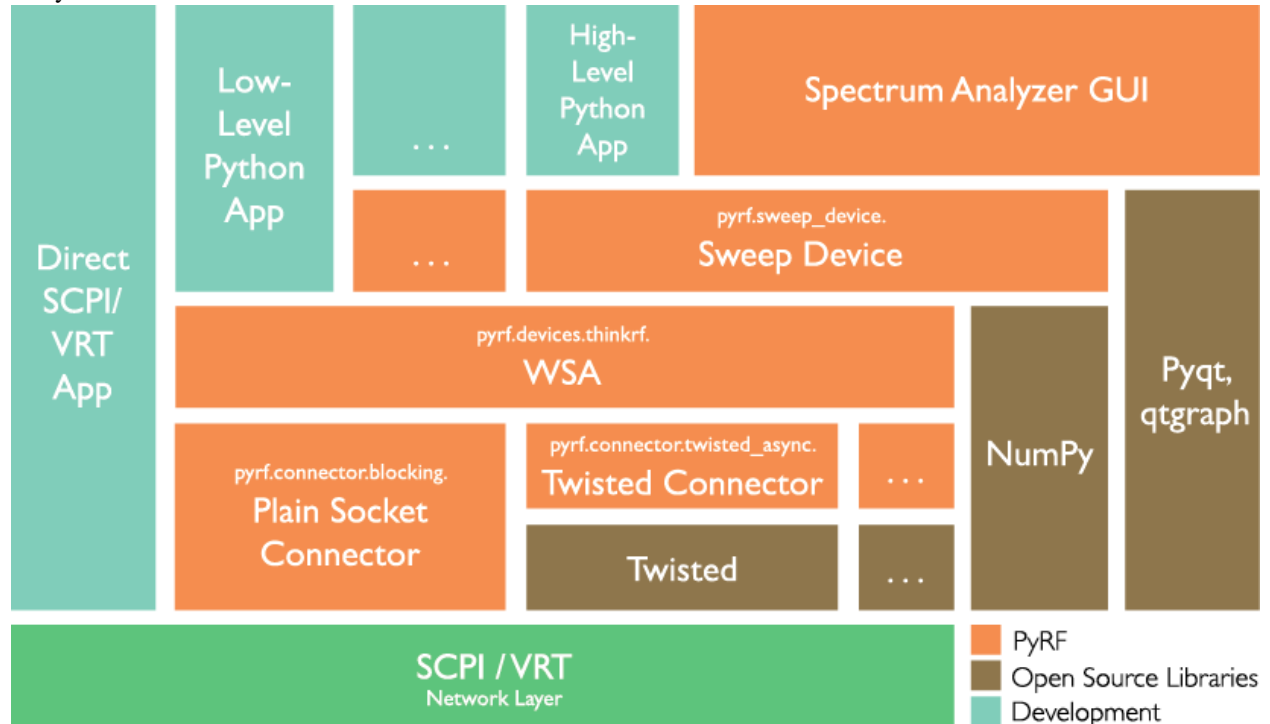 Direct
SCPI/
VRT
App
Low-
Level
Python
App
...
High-
Level
Python
App
Spectrum Analyzer GUI
...
pyrf.sweep_device.
Sweep Device
pyrf.devices.thinkrf.
WSA
pyrf.connector.blocking.
Plain Socket
Connector
pyrf.connector.twisted_async.
Twisted Connector
...
Twisted
...
NumPy
Pyqt,
qtgraph
SCPI / VRT
Network Layer
PyRF
Open Source Libraries
Development